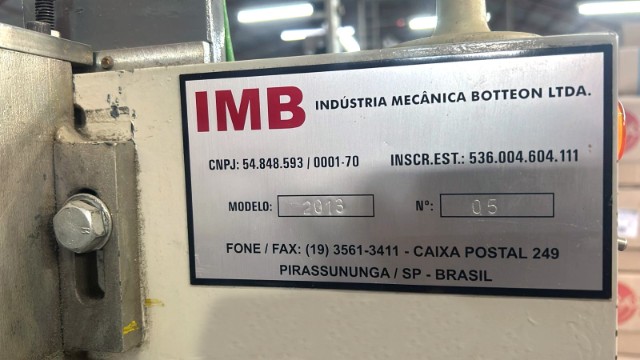 IMB INDÚSTRIA MECÂNICA BOTTEON LTDA.
CNPJ: 54.848.593 / 0001-70 INSCR.EST.: 536.004.604.111
MODELO: 2013 Nº: 05
FONE / FAX: (19) 3561-3411 - CAIXA POSTAL 249
PIRASSUNUNGA / SP - BRASIL